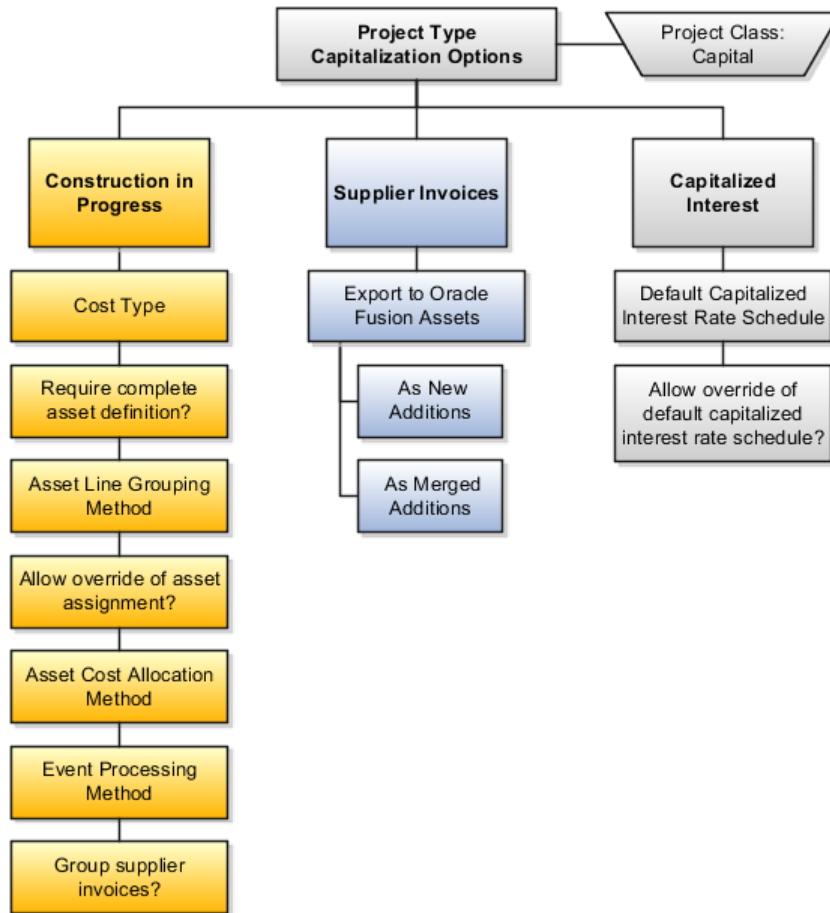 Project Type
Capitalization Options
Project Class:
Capital
Construction in
Progress
Cost Type
Require complete
asset definition?
Asset Line Grouping
Method
Allow override of asset
assignment?
Asset Cost Allocation
Method
Event Processing
Method
Group supplier
invoices?
Supplier Invoices
Export to Oracle
Fusion Assets
As New
Additions
As Merged
Additions
Capitalized
Interest
Default Capitalized
Interest Rate Schedule
Allow override of
default capitalized
interest rate schedule?